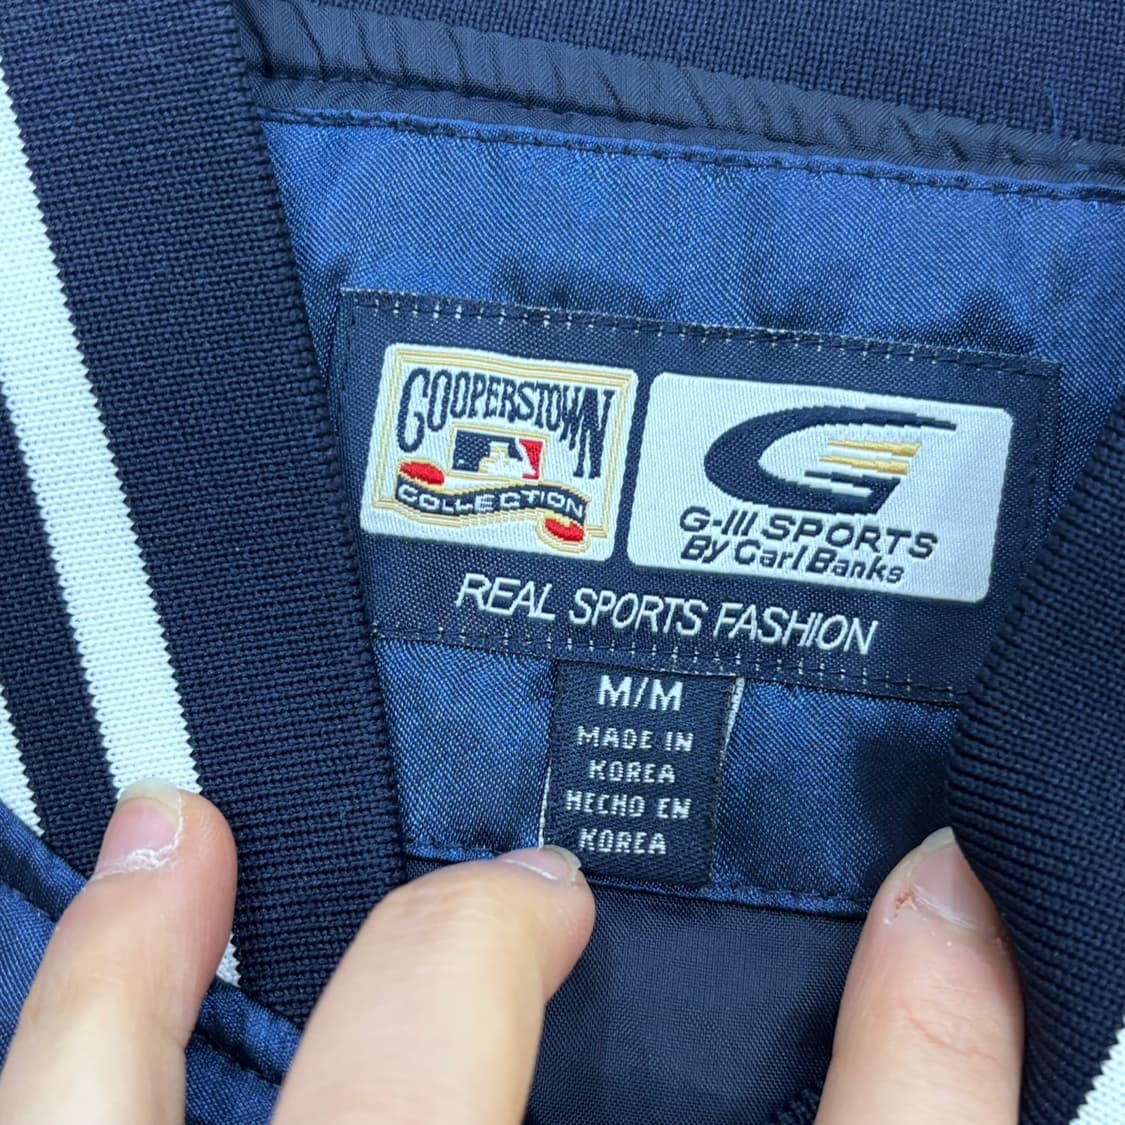 COOPERSTOWN
COLLECTION
G-III SPORTS
By Carl Banks
REAL SPORTS FASHION
M/M
MADE IN
KOREA
HECHO EN
KOREA